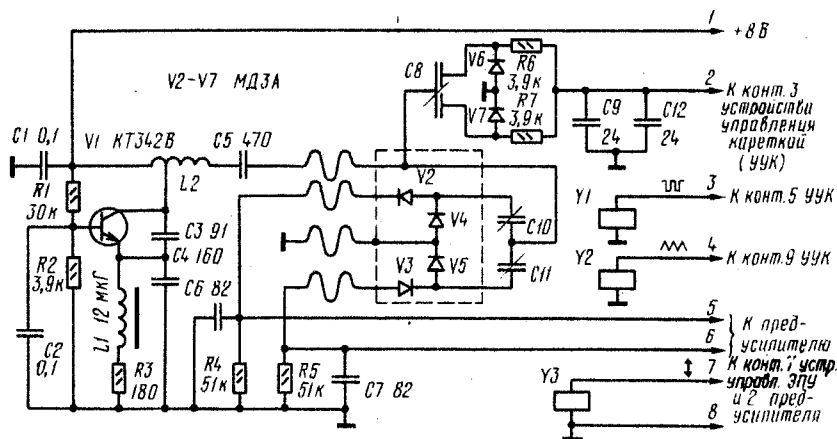 1
+8В
V2-V7 МД3А
C8
V6
R6
3,9к
R7
3,9к
V7
2
К конт. 3
устройства
управления
кареткой
(УУК)
C9
24
C12
24
C1 0,1
V1 КТ342В
C5 470
L2
R1
30к
V2
V4
C10
V3
V5
C11
Y1
3
К конт. 5 УУК
Y2
4
К конт. 9 УУК
C3 91
C4 160
R2
3,9к
C6 82
L1 12 мкГ
C2
0,1
R3
180
R4
51к
R5
51к
C7 82
5
К пред-
6
усилителю
7
К конт. 1 устр.
управл. ЭПУ
и 2 пред-
усилителя
Y3
8